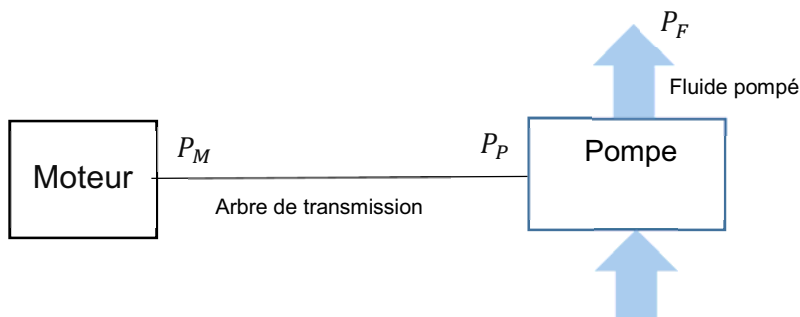 P_F
Fluide pompé
Moteur
P_M
P_P
Pompe
Arbre de transmission